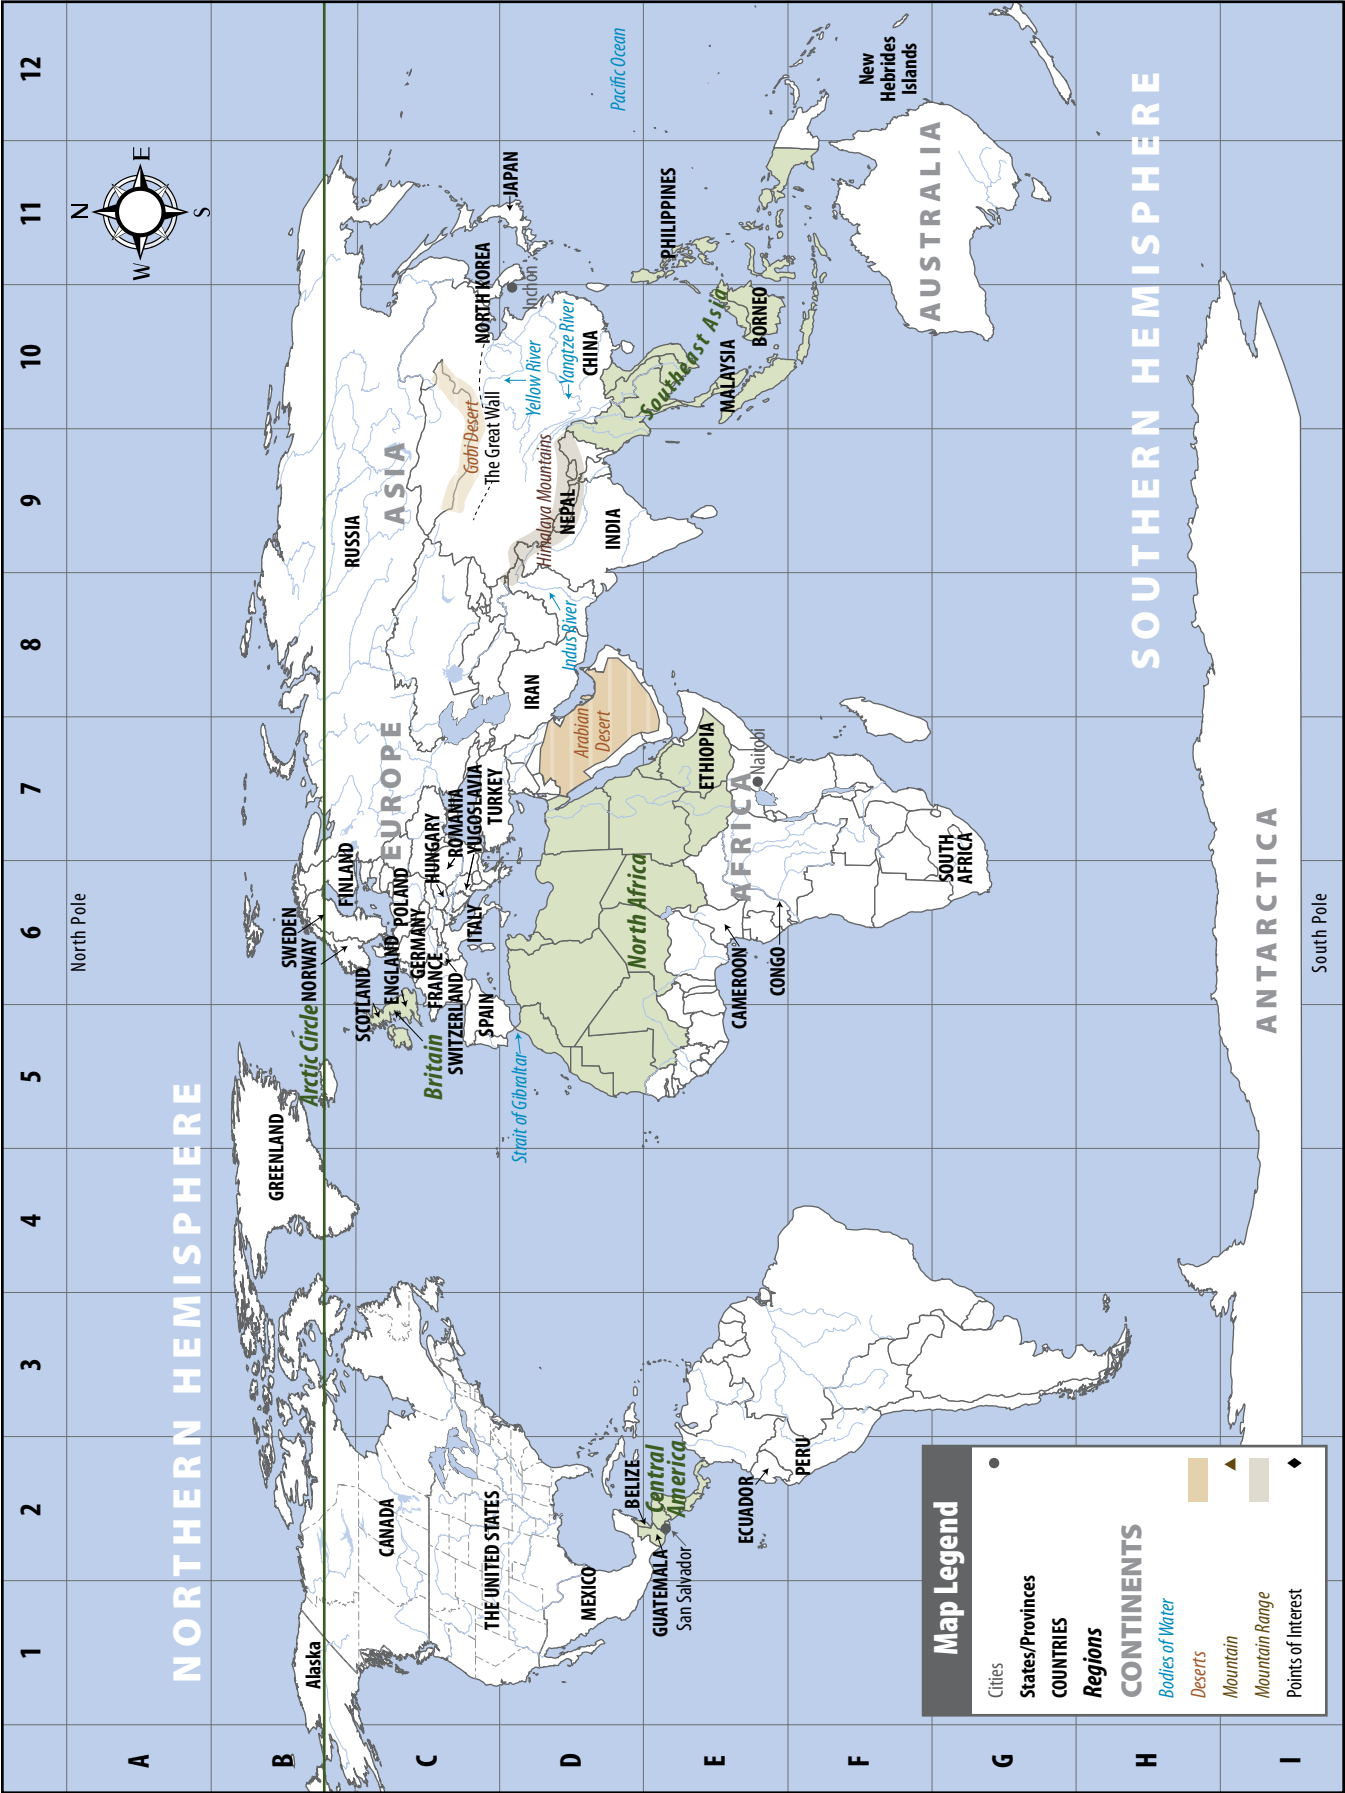 NORTHERN HEMISPHERE
North Pole
N
W
E
S
1
2
3
4
5
6
7
8
9
10
11
12
A
B
C
D
E
F
G
H
I
Arctic Circle
Alaska
GREENLAND
CANADA
THE UNITED STATES
MEXICO
BELIZE
GUATEMALA
San Salvador
Central
America
ECUADOR
PERU
SWEDEN
NORWAY
FINLAND
SCOTLAND
ENGLAND
Britain
POLAND
GERMANY
FRANCE
SWITZERLAND
SPAIN
ITALY
HUNGARY
ROMANIA
YUGOSLAVIA
TURKEY
EUROPE
Strait of Gibraltar
North Africa
AFRICA
ETHIOPIA
Nairobi
CAMEROON
CONGO
SOUTH
AFRICA
Arabian
Desert
IRAN
Indus River
RUSSIA
ASIA
Gobi Desert
The Great Wall
Himalaya Mountains
NEPAL
INDIA
NORTH KOREA
Inchon
JAPAN
Yellow River
Yangtze River
CHINA
Southeast Asia
PHILIPPINES
MALAYSIA
BORNEO
Pacific Ocean
New
Hebrides
Islands
AUSTRALIA
SOUTHERN HEMISPHERE
ANTARCTICA
South Pole
Map Legend
Cities
States/Provinces
COUNTRIES
Regions
CONTINENTS
Bodies of Water
Deserts
Mountain
Mountain Range
Points of Interest